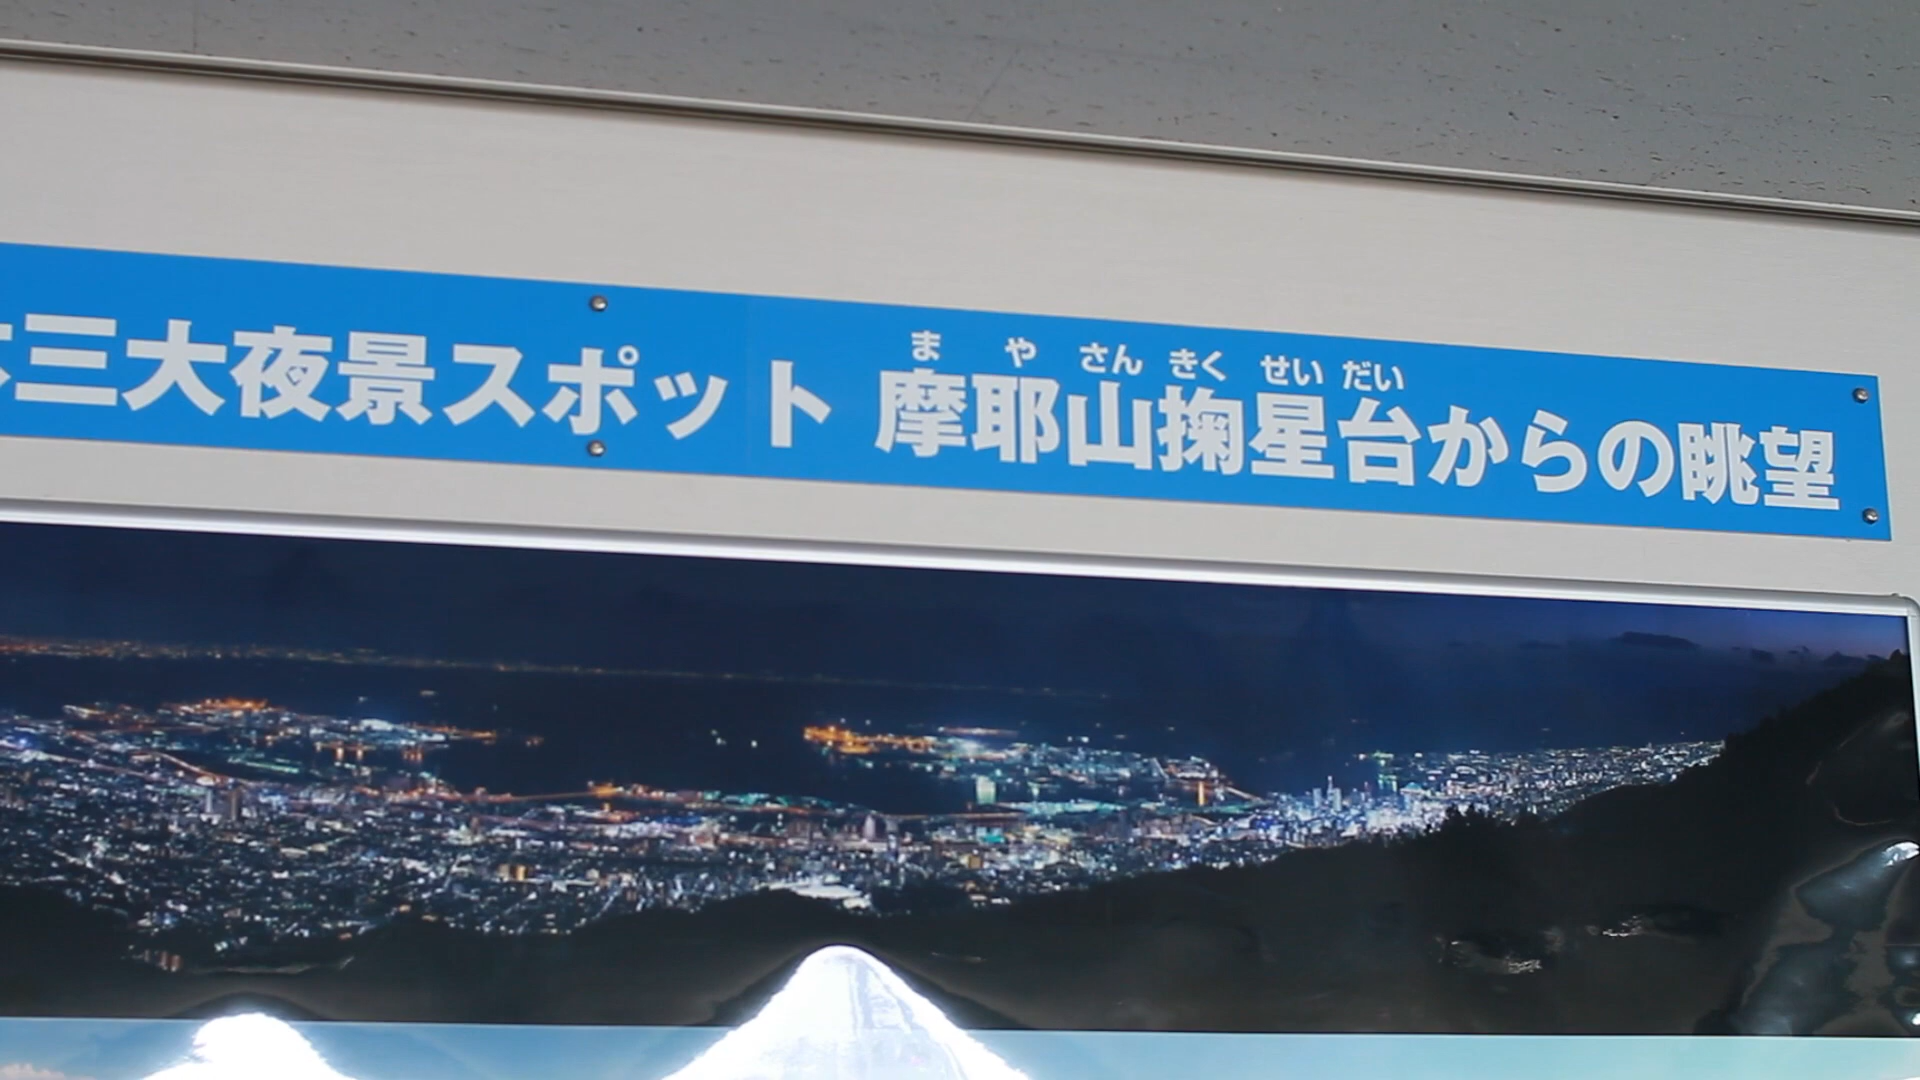 ま や さん きく せい だい
三大夜景スポット 摩耶山掬星台からの眺望